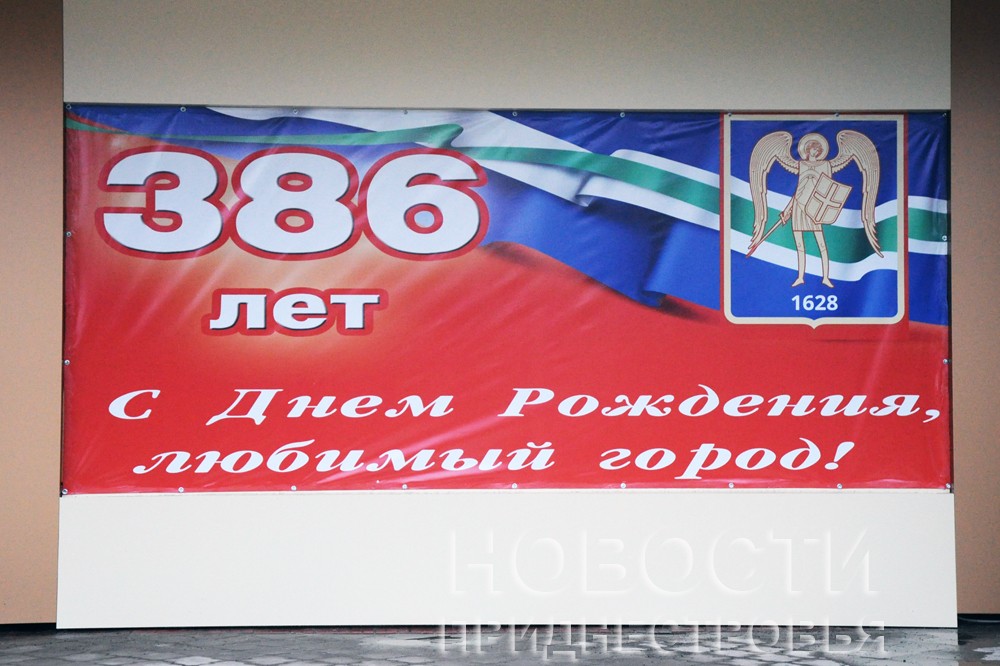 386
лет
1628
С Днем Рождения,
любимый город!
НОВОСТИ
ПРИДНЕСТРОВЬЯ